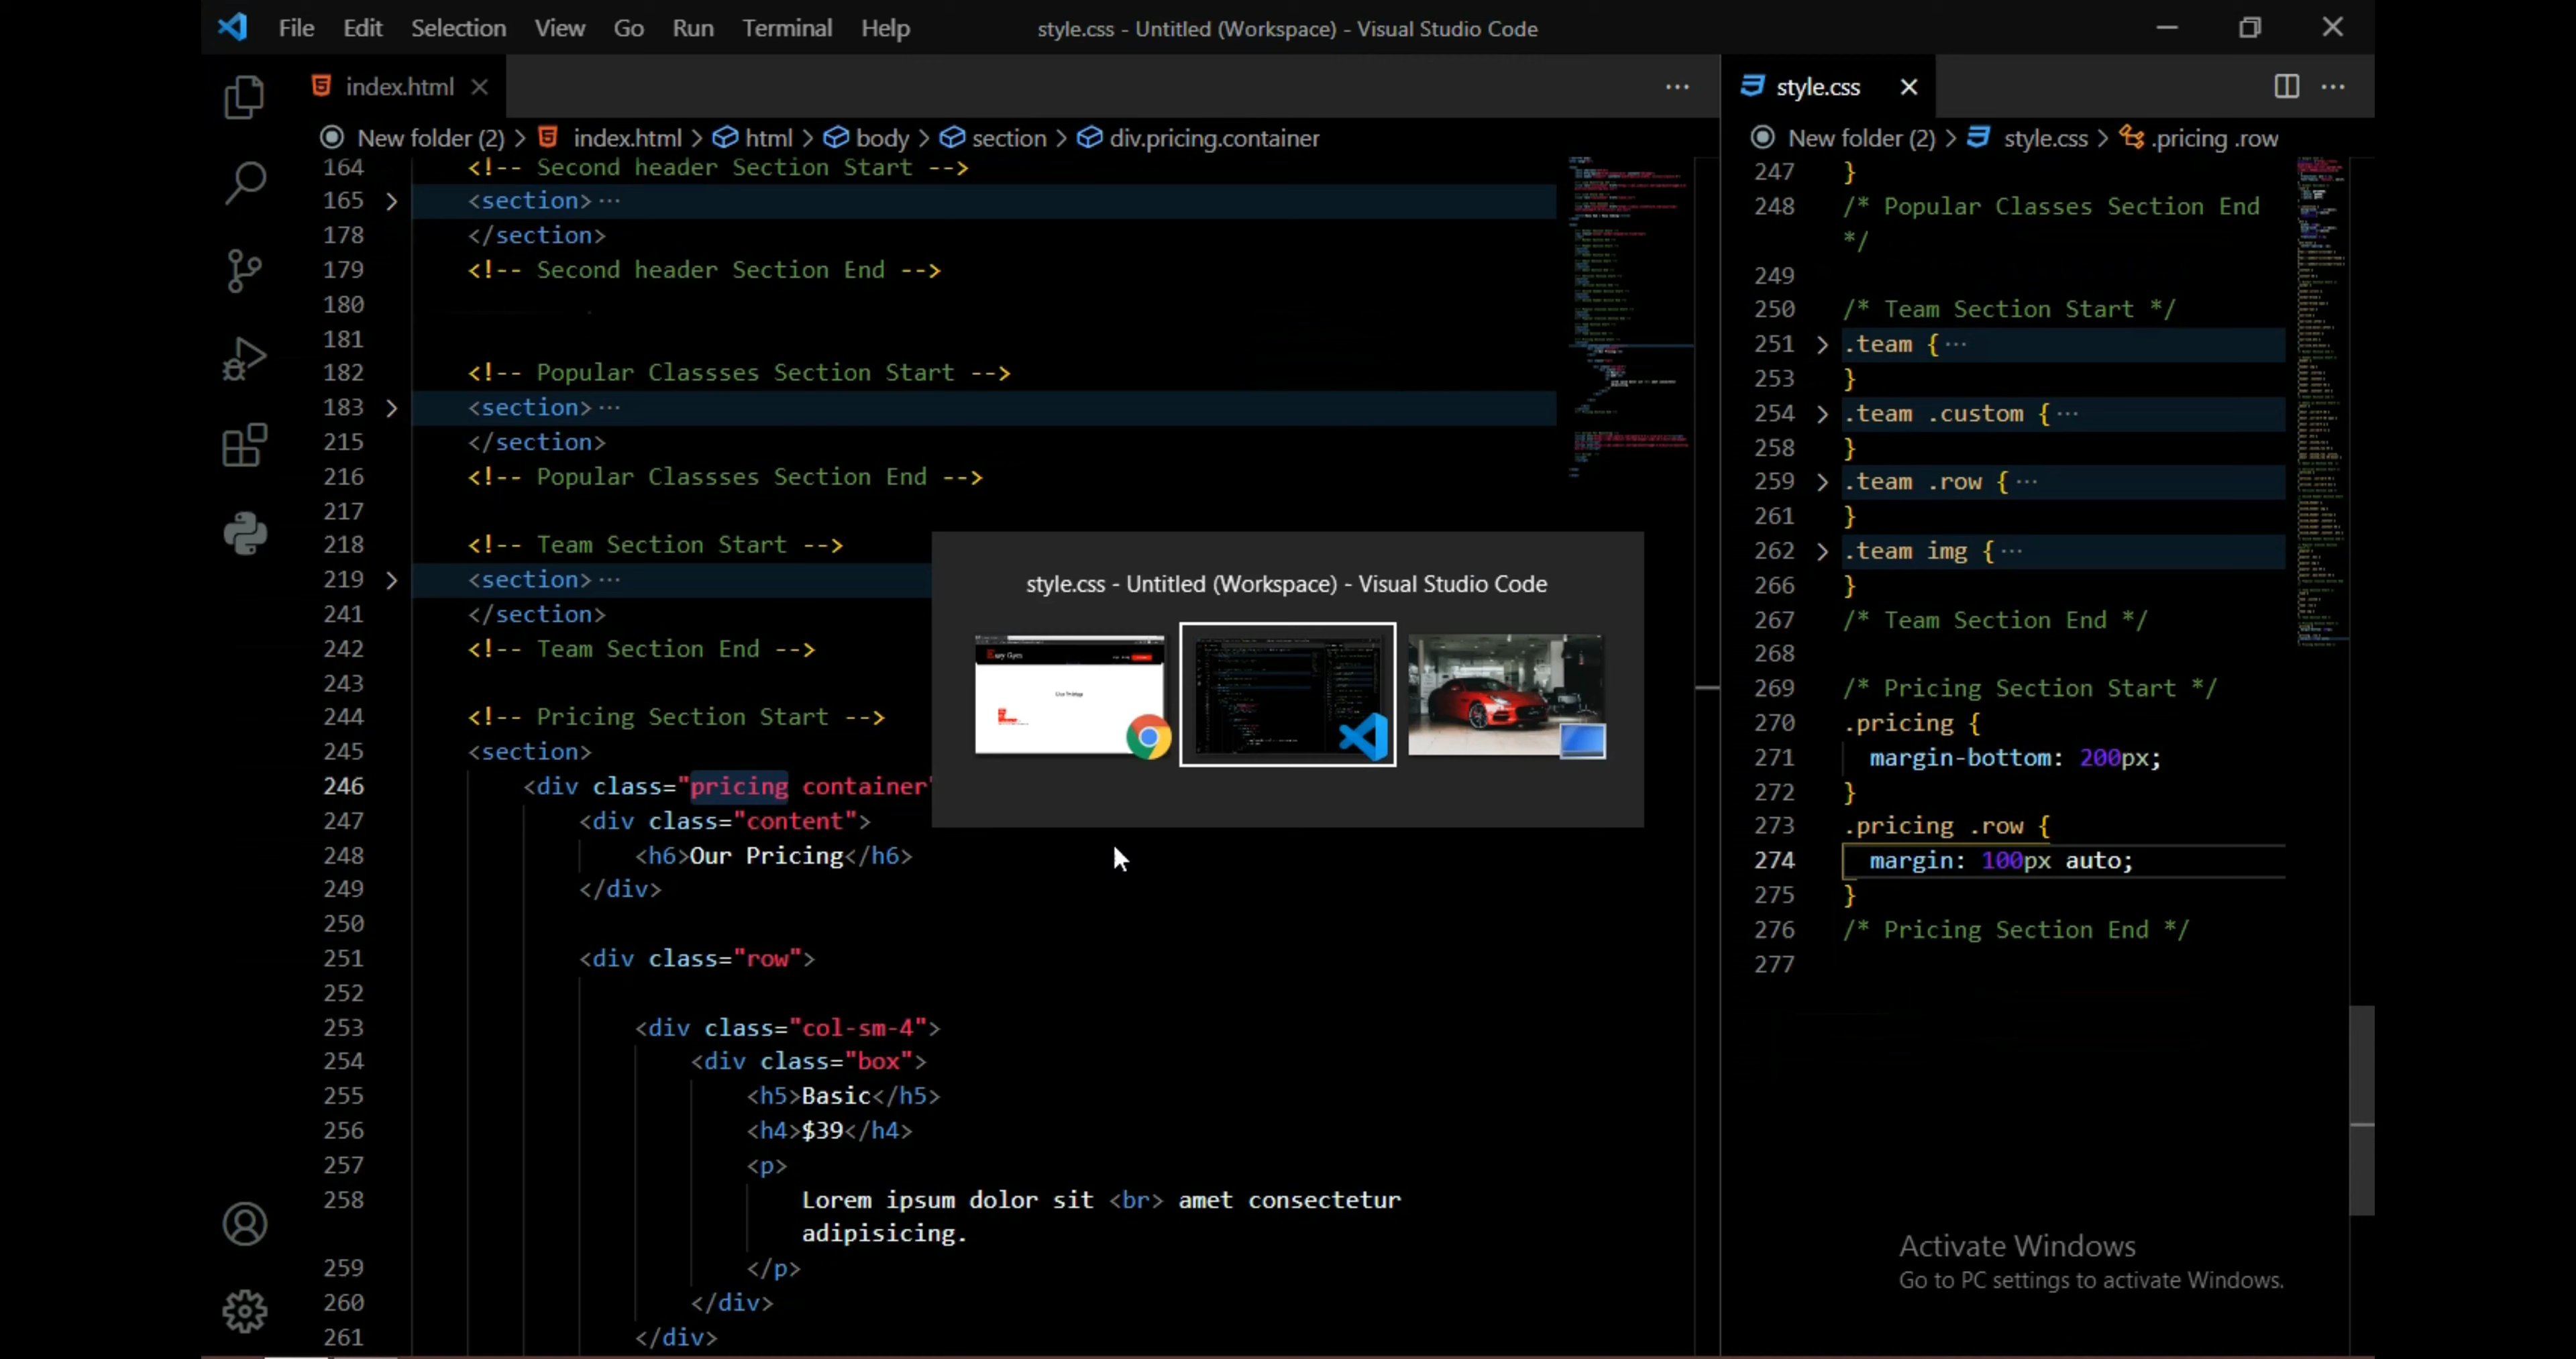 File Edit Selection View Go Run Terminal Help style.css - Untitled (Workspace) - Visual Studio Code
index.html
New folder (2) > index.html > html > body > section > div.pricing.container
164 <!-- Second header Section Start -->
165 <section>···
178 </section>
179 <!-- Second header Section End -->
180
181
182 <!-- Popular Classses Section Start -->
183 <section>···
215 </section>
216 <!-- Popular Classses Section End -->
217
218 <!-- Team Section Start -->
219 <section>···
241 </section>
242 <!-- Team Section End -->
243
244 <!-- Pricing Section Start -->
245 <section>
246 <div class="pricing container"
247 <div class="content">
248 <h6>Our Pricing</h6>
249 </div>
250
251 <div class="row">
252
253 <div class="col-sm-4">
254 <div class="box">
255 <h5>Basic</h5>
256 <h4>$39</h4>
257 <p>
258 Lorem ipsum dolor sit <br> amet consectetur
adipisicing.
259 </p>
260 </div>
261 </div>
style.css - Untitled (Workspace) - Visual Studio Code
style.css
New folder (2) > style.css > .pricing .row
247 }
248 /* Popular Classes Section End
*/
249
250 /* Team Section Start */
251 .team {···
253 }
254 .team .custom {···
258 }
259 .team .row {···
261 }
262 .team img {···
266 }
267 /* Team Section End */
268
269 /* Pricing Section Start */
270 .pricing {
271 margin-bottom: 200px;
272 }
273 .pricing .row {
274 margin: 100px auto;
275 }
276 /* Pricing Section End */
277
Activate Windows
Go to PC settings to activate Windows.